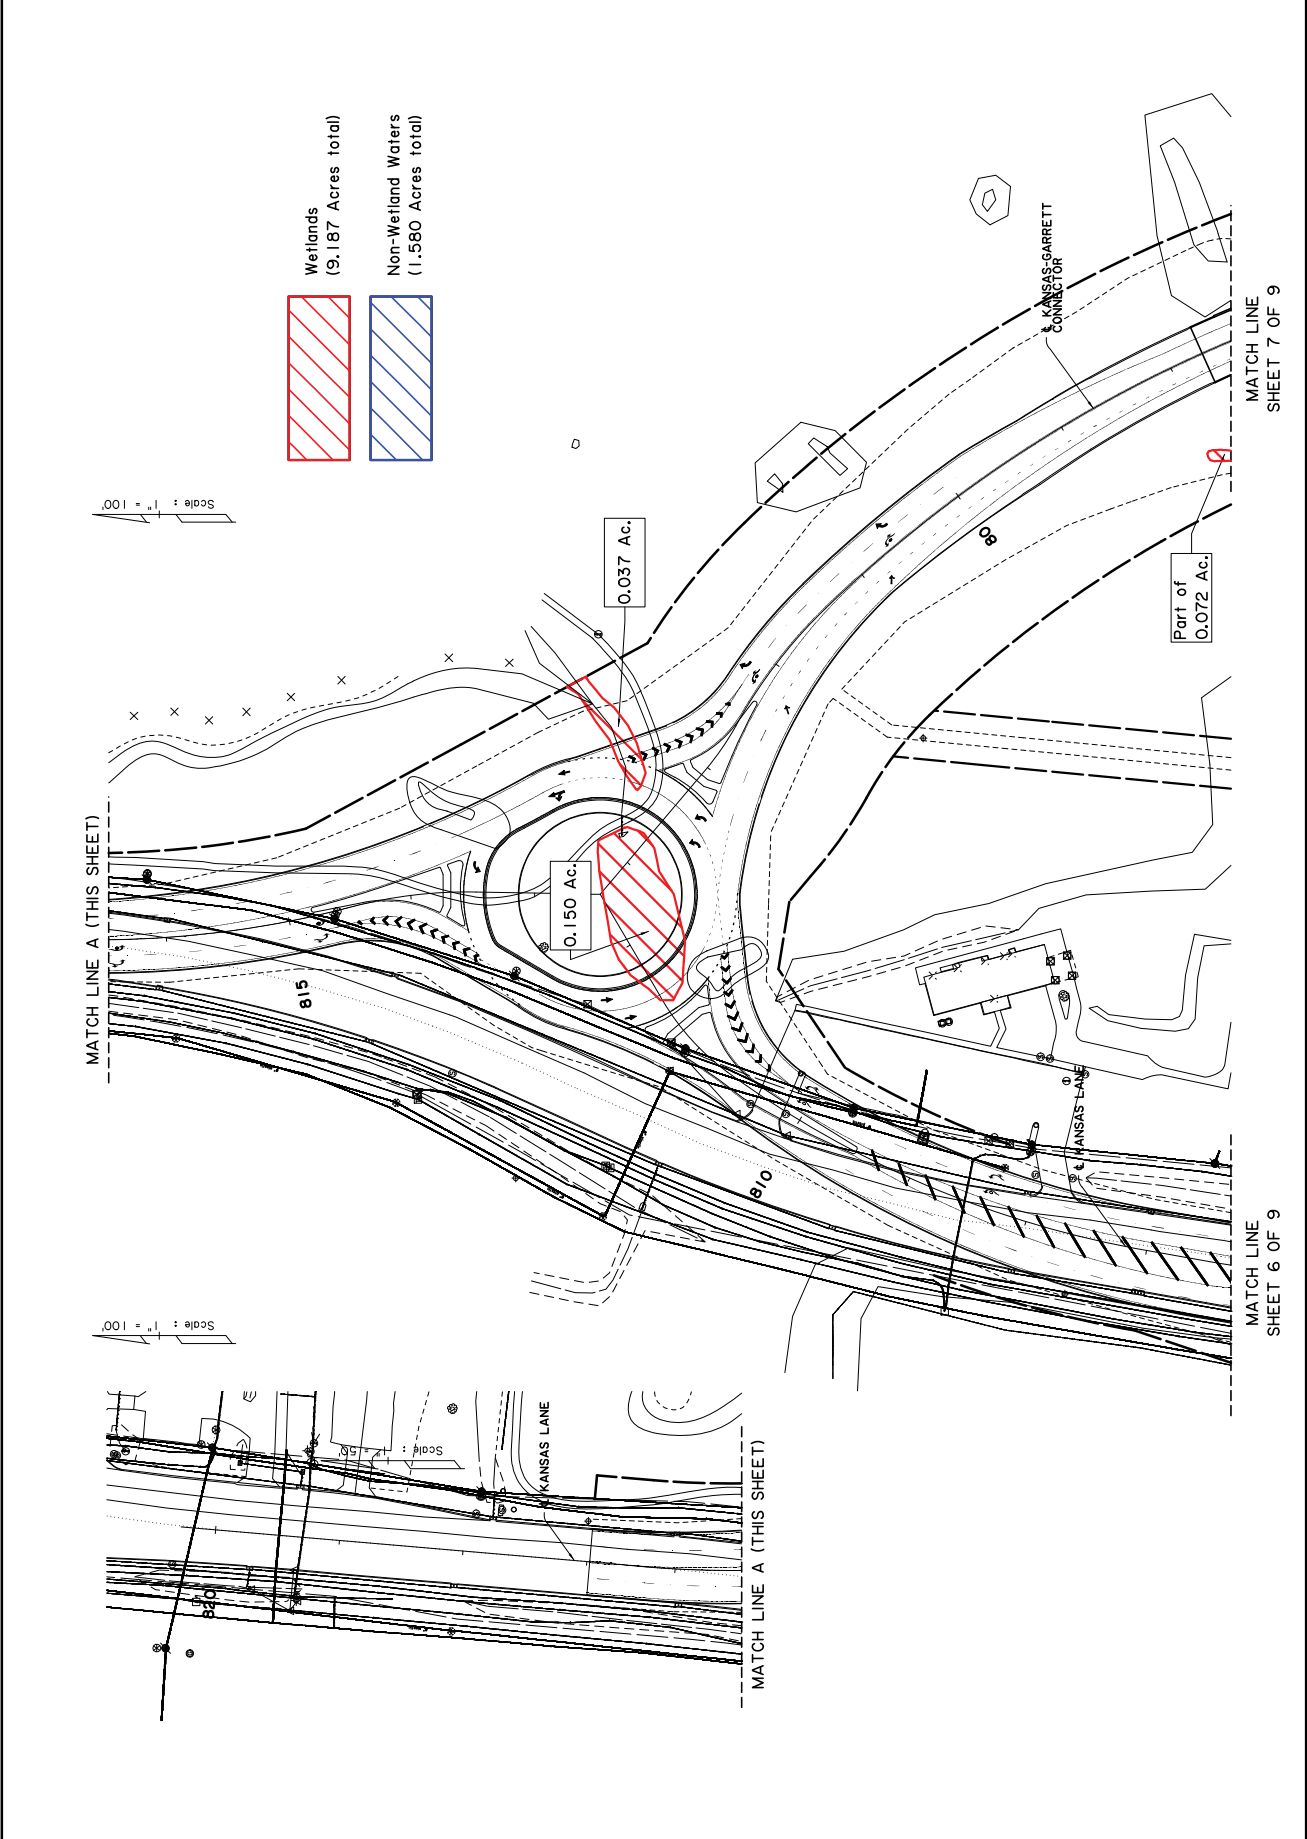 Wetlands
(9.187 Acres total)
Non-Wetland Waters
(1.580 Acres total)
Scale : 1" = 100'
MATCH LINE A (THIS SHEET)
0.037 Ac.
0.150 Ac.
815
810
80
℄ KANSAS-GARRETT
CONNECTOR
Part of
0.072 Ac.
MATCH LINE
SHEET 7 OF 9
℄ KANSAS LANE
MATCH LINE
SHEET 6 OF 9
Scale : 1" = 100'
Scale : 1" = 50'
℄ KANSAS LANE
820
MATCH LINE A (THIS SHEET)